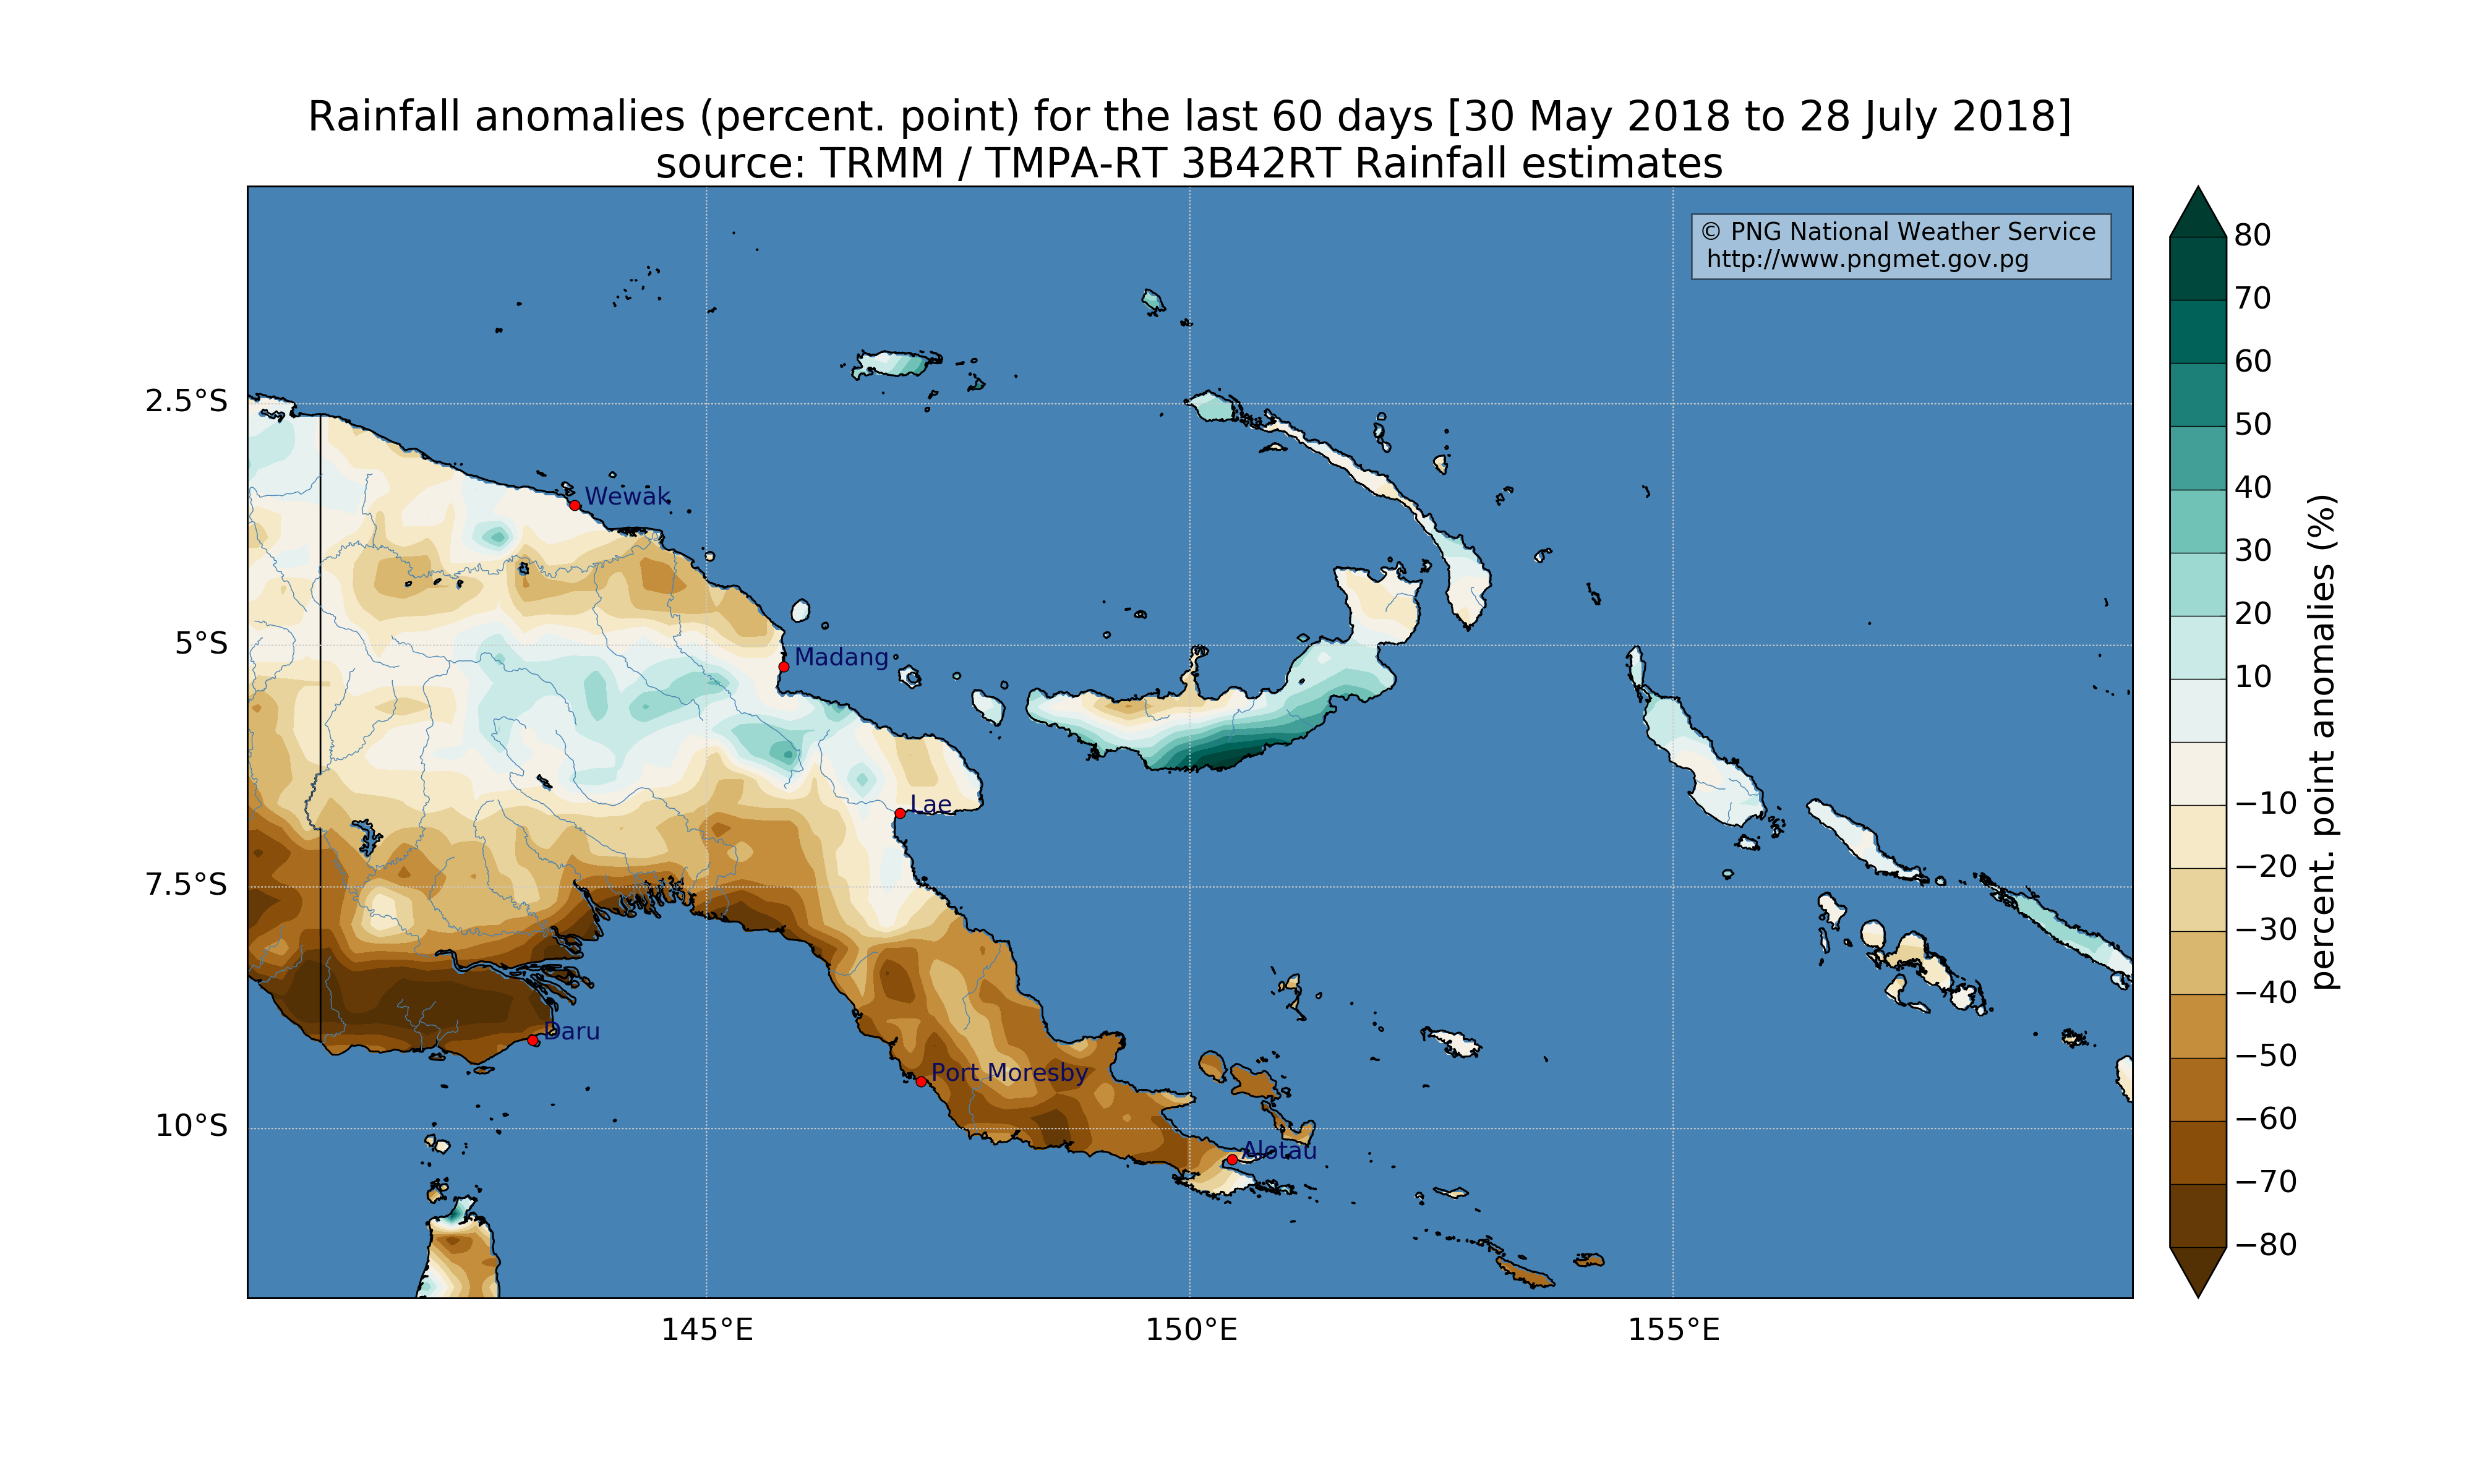 Rainfall anomalies (percent. point) for the last 60 days [30 May 2018 to 28 July 2018]
source: TRMM / TMPA-RT 3B42RT Rainfall estimates
© PNG National Weather Service
http://www.pngmet.gov.pg
2.5°S
5°S
7.5°S
10°S
Wewak
Madang
Lae
Daru
Port Moresby
Alotau
145°E
150°E
155°E
80
70
60
50
40
30
20
10
−10
−20
−30
−40
−50
−60
−70
−80
percent. point anomalies (%)